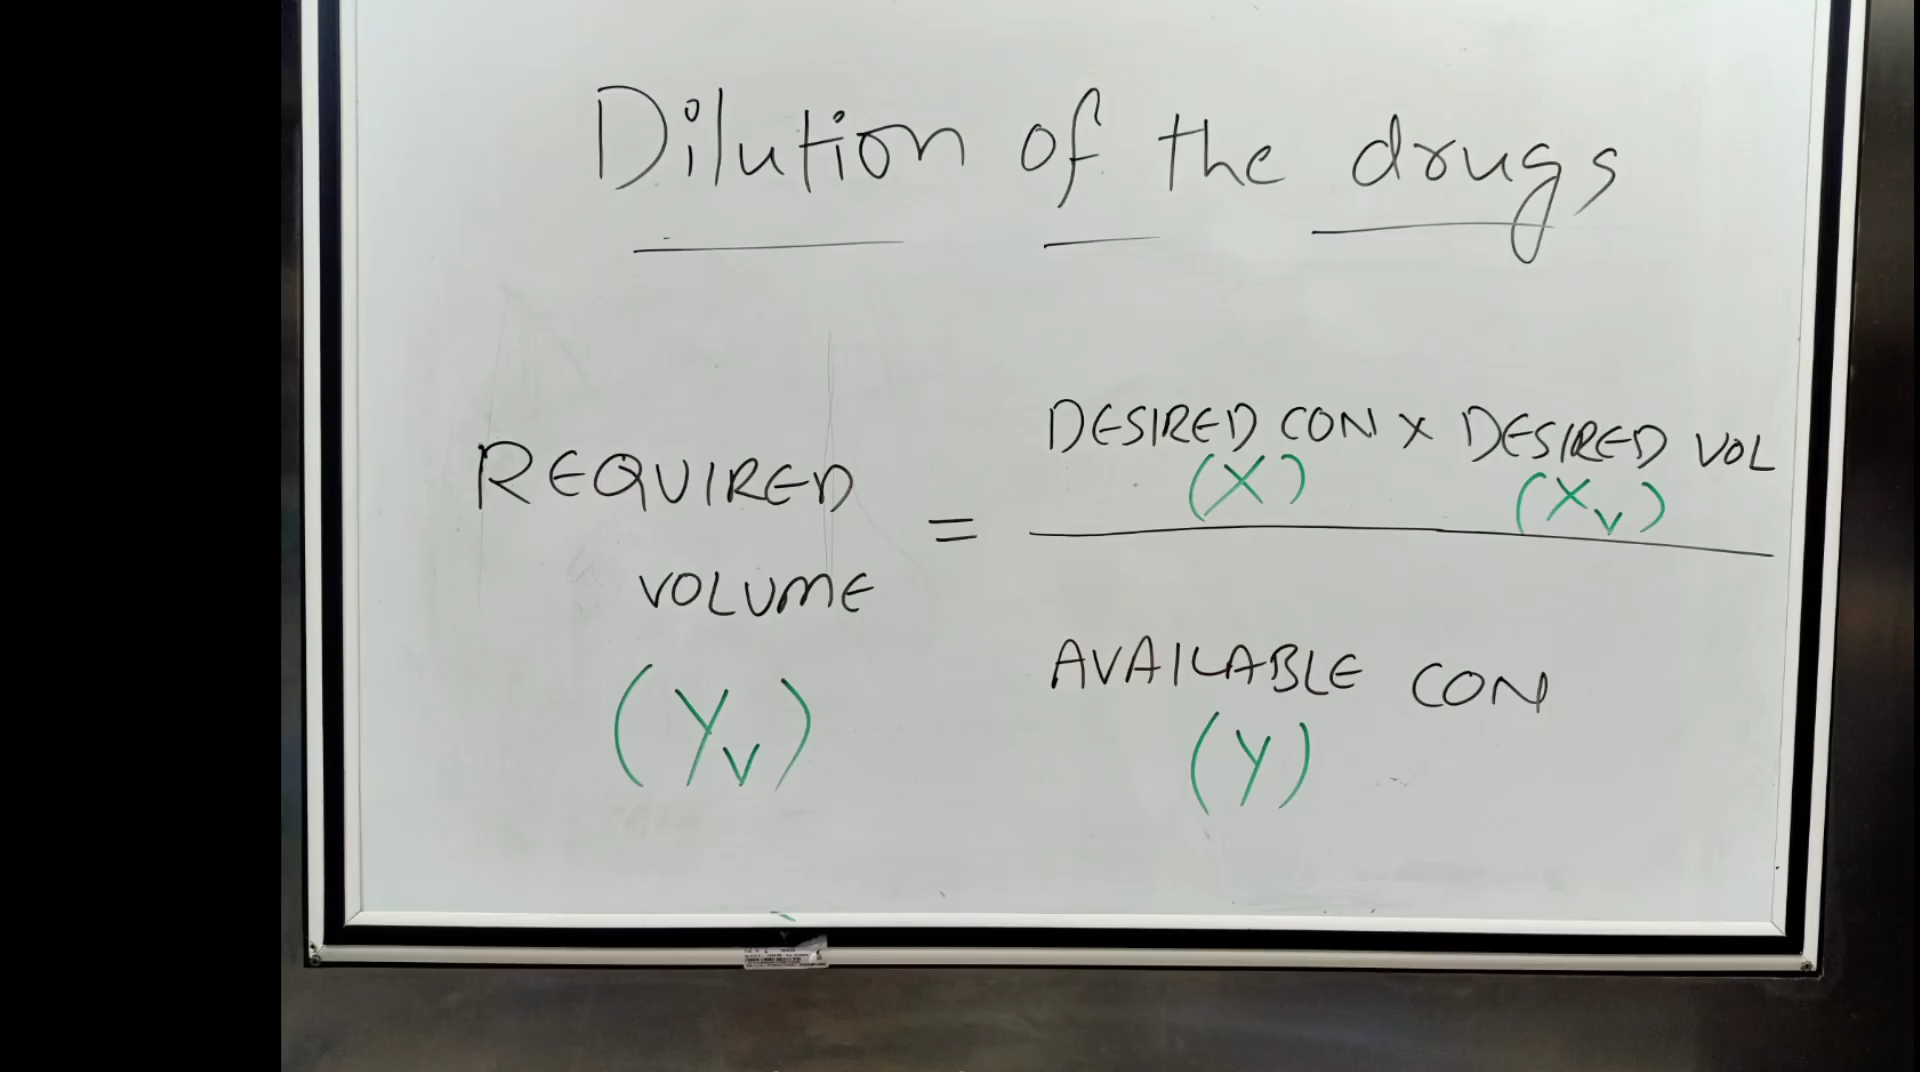 Dilution of the drugs
REQUIRED VOLUME (Yv) =
DESIRED CON x DESIRED VOL
(X) (Xv)
AVAILABLE CON
(Y)